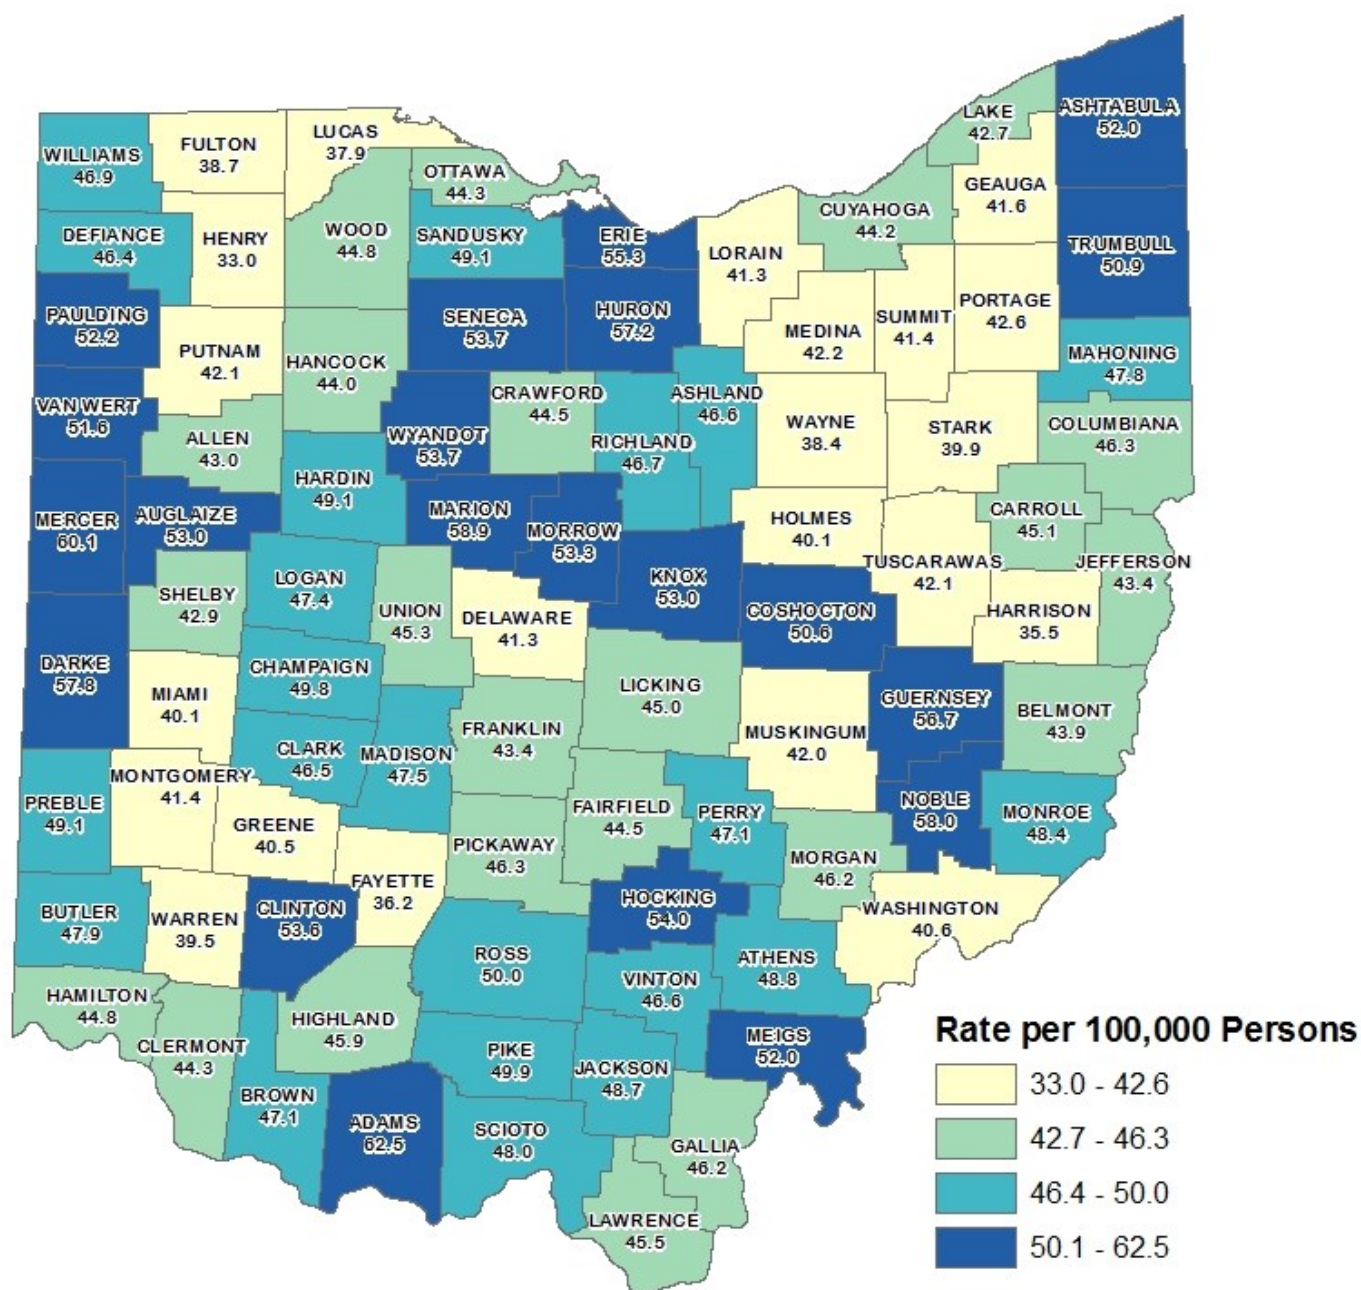 ASHTABULA
52.0
LAKE
42.7
LUCAS
37.9
FULTON
38.7
WILLIAMS
46.9
OTTAWA
44.3
GEAUGA
41.6
CUYAHOGA
44.2
WOOD
44.8
SANDUSKY
49.1
ERIE
55.3
HENRY
33.0
DEFIANCE
46.4
TRUMBULL
50.9
LORAIN
41.3
PORTAGE
42.6
HURON
57.2
PAULDING
52.2
SENECA
53.7
SUMMIT
41.4
MEDINA
42.2
PUTNAM
42.1
MAHONING
47.8
HANCOCK
44.0
CRAWFORD
44.5
ASHLAND
46.6
VAN WERT
51.6
WAYNE
38.4
STARK
39.9
COLUMBIANA
46.3
ALLEN
43.0
WYANDOT
53.7
RICHLAND
46.7
HARDIN
49.1
MERCER
60.1
AUGLAIZE
53.0
MARION
58.9
MORROW
53.3
HOLMES
40.1
CARROLL
45.1
TUSCARAWAS
42.1
JEFFERSON
43.4
LOGAN
47.4
KNOX
53.0
SHELBY
42.9
UNION
45.3
DELAWARE
41.3
COSHOCTON
50.6
HARRISON
35.5
DARKE
57.8
CHAMPAIGN
49.8
MIAMI
40.1
LICKING
45.0
GUERNSEY
56.7
BELMONT
43.9
FRANKLIN
43.4
MUSKINGUM
42.0
CLARK
46.5
MADISON
47.5
MONTGOMERY
41.4
PREBLE
49.1
FAIRFIELD
44.5
PERRY
47.1
NOBLE
58.0
MONROE
48.4
GREENE
40.5
PICKAWAY
46.3
MORGAN
46.2
FAYETTE
36.2
HOCKING
54.0
WASHINGTON
40.6
BUTLER
47.9
WARREN
39.5
CLINTON
53.6
ROSS
50.0
ATHENS
48.8
VINTON
46.6
HAMILTON
44.8
HIGHLAND
45.9
MEIGS
52.0
CLERMONT
44.3
PIKE
49.9
JACKSON
48.7
BROWN
47.1
ADAMS
62.5
SCIOTO
48.0
GALLIA
46.2
LAWRENCE
45.5
Rate per 100,000 Persons
33.0 - 42.6
42.7 - 46.3
46.4 - 50.0
50.1 - 62.5